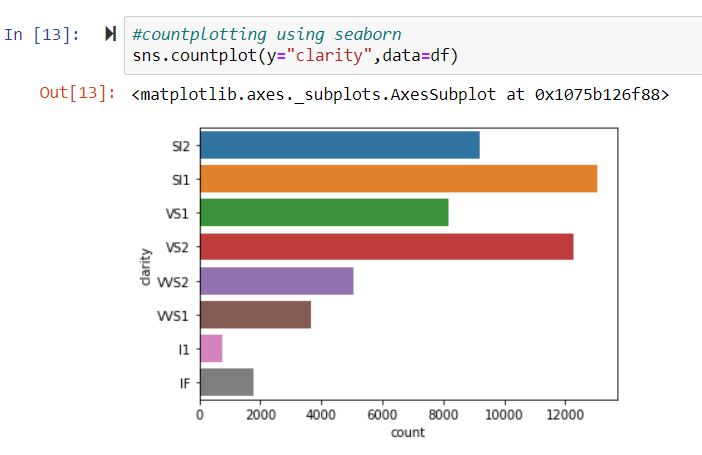 In [13]:
#countplotting using seaborn
sns.countplot(y="clarity",data=df)
Out[13]: <matplotlib.axes._subplots.AxesSubplot at 0x1075b126f88>
SI2
SI1
VS1
VS2
VVS2
VVS1
I1
IF
clarity
0 2000 4000 6000 8000 10000 12000
count